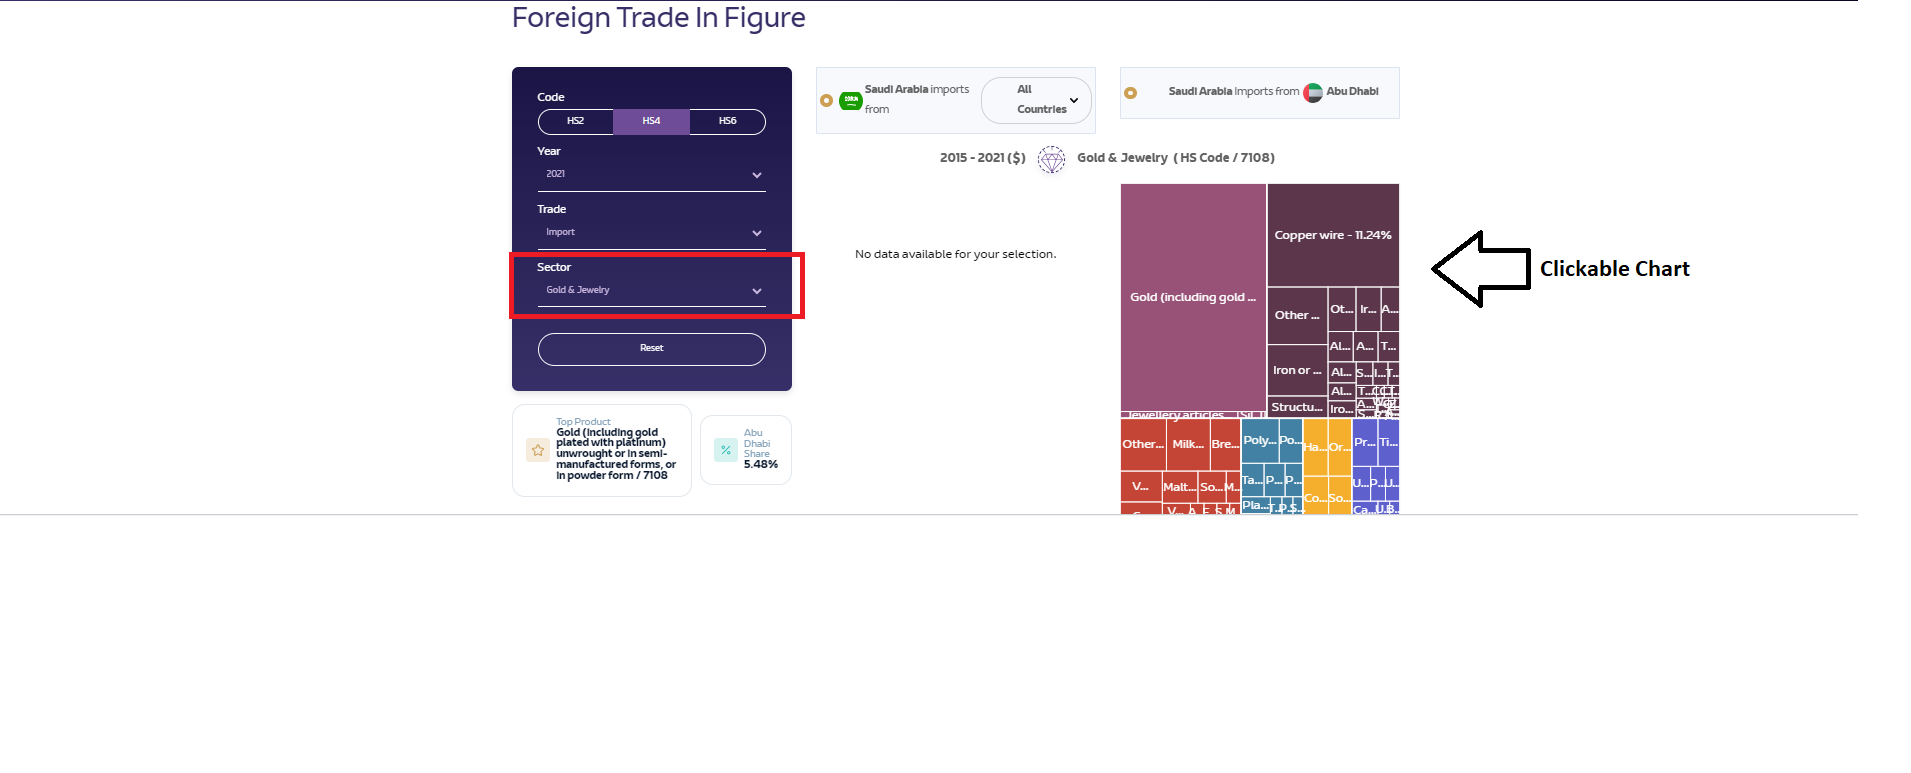 Foreign Trade In Figure
Code
HS2
HS4
HS6
Year
2021
Trade
Import
Sector
Gold & Jewelry
Reset
Top Product
Gold (including gold
plated with platinum)
unwrought or in semi-
manufactured forms, or
in powder form / 7108
Abu
Dhabi
Share
5.48%
Saudi Arabia imports
from
All
Countries
Saudi Arabia Imports from Abu Dhabi
2015 - 2021 ($) Gold & Jewelry ( HS Code / 7108)
No data available for your selection.
Gold (including gold ...
Copper wire - 11.24%
Other ...
Ot...
Ir...
A...
Al...
A...
T...
Iron or ...
Al...
S...
I...
T...
Al...
Structu...
Iro...
Jewellery articles
Other...
Milk...
Bre...
V...
Malt...
So...
M...
Poly...
Po...
Ta...
P...
P...
Pla...
Ha...
Or...
Co...
So...
Pr...
Ti...
U...
P...
U...
Ca...
Clickable Chart